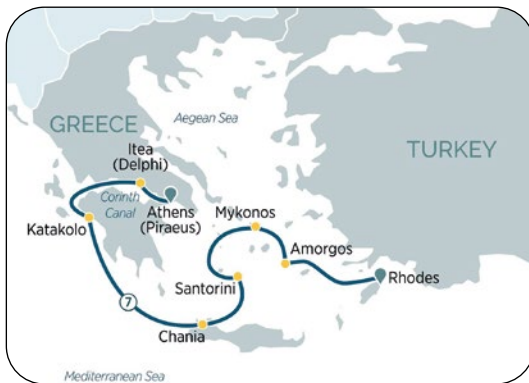 Aegean Sea
GREECE
TURKEY
Itea
(Delphi)
Corinth
Canal
Athens
(Piraeus)
Katakolo
Mykonos
Amorgos
Santorini
Rhodes
7
Chania
Mediterranean Sea